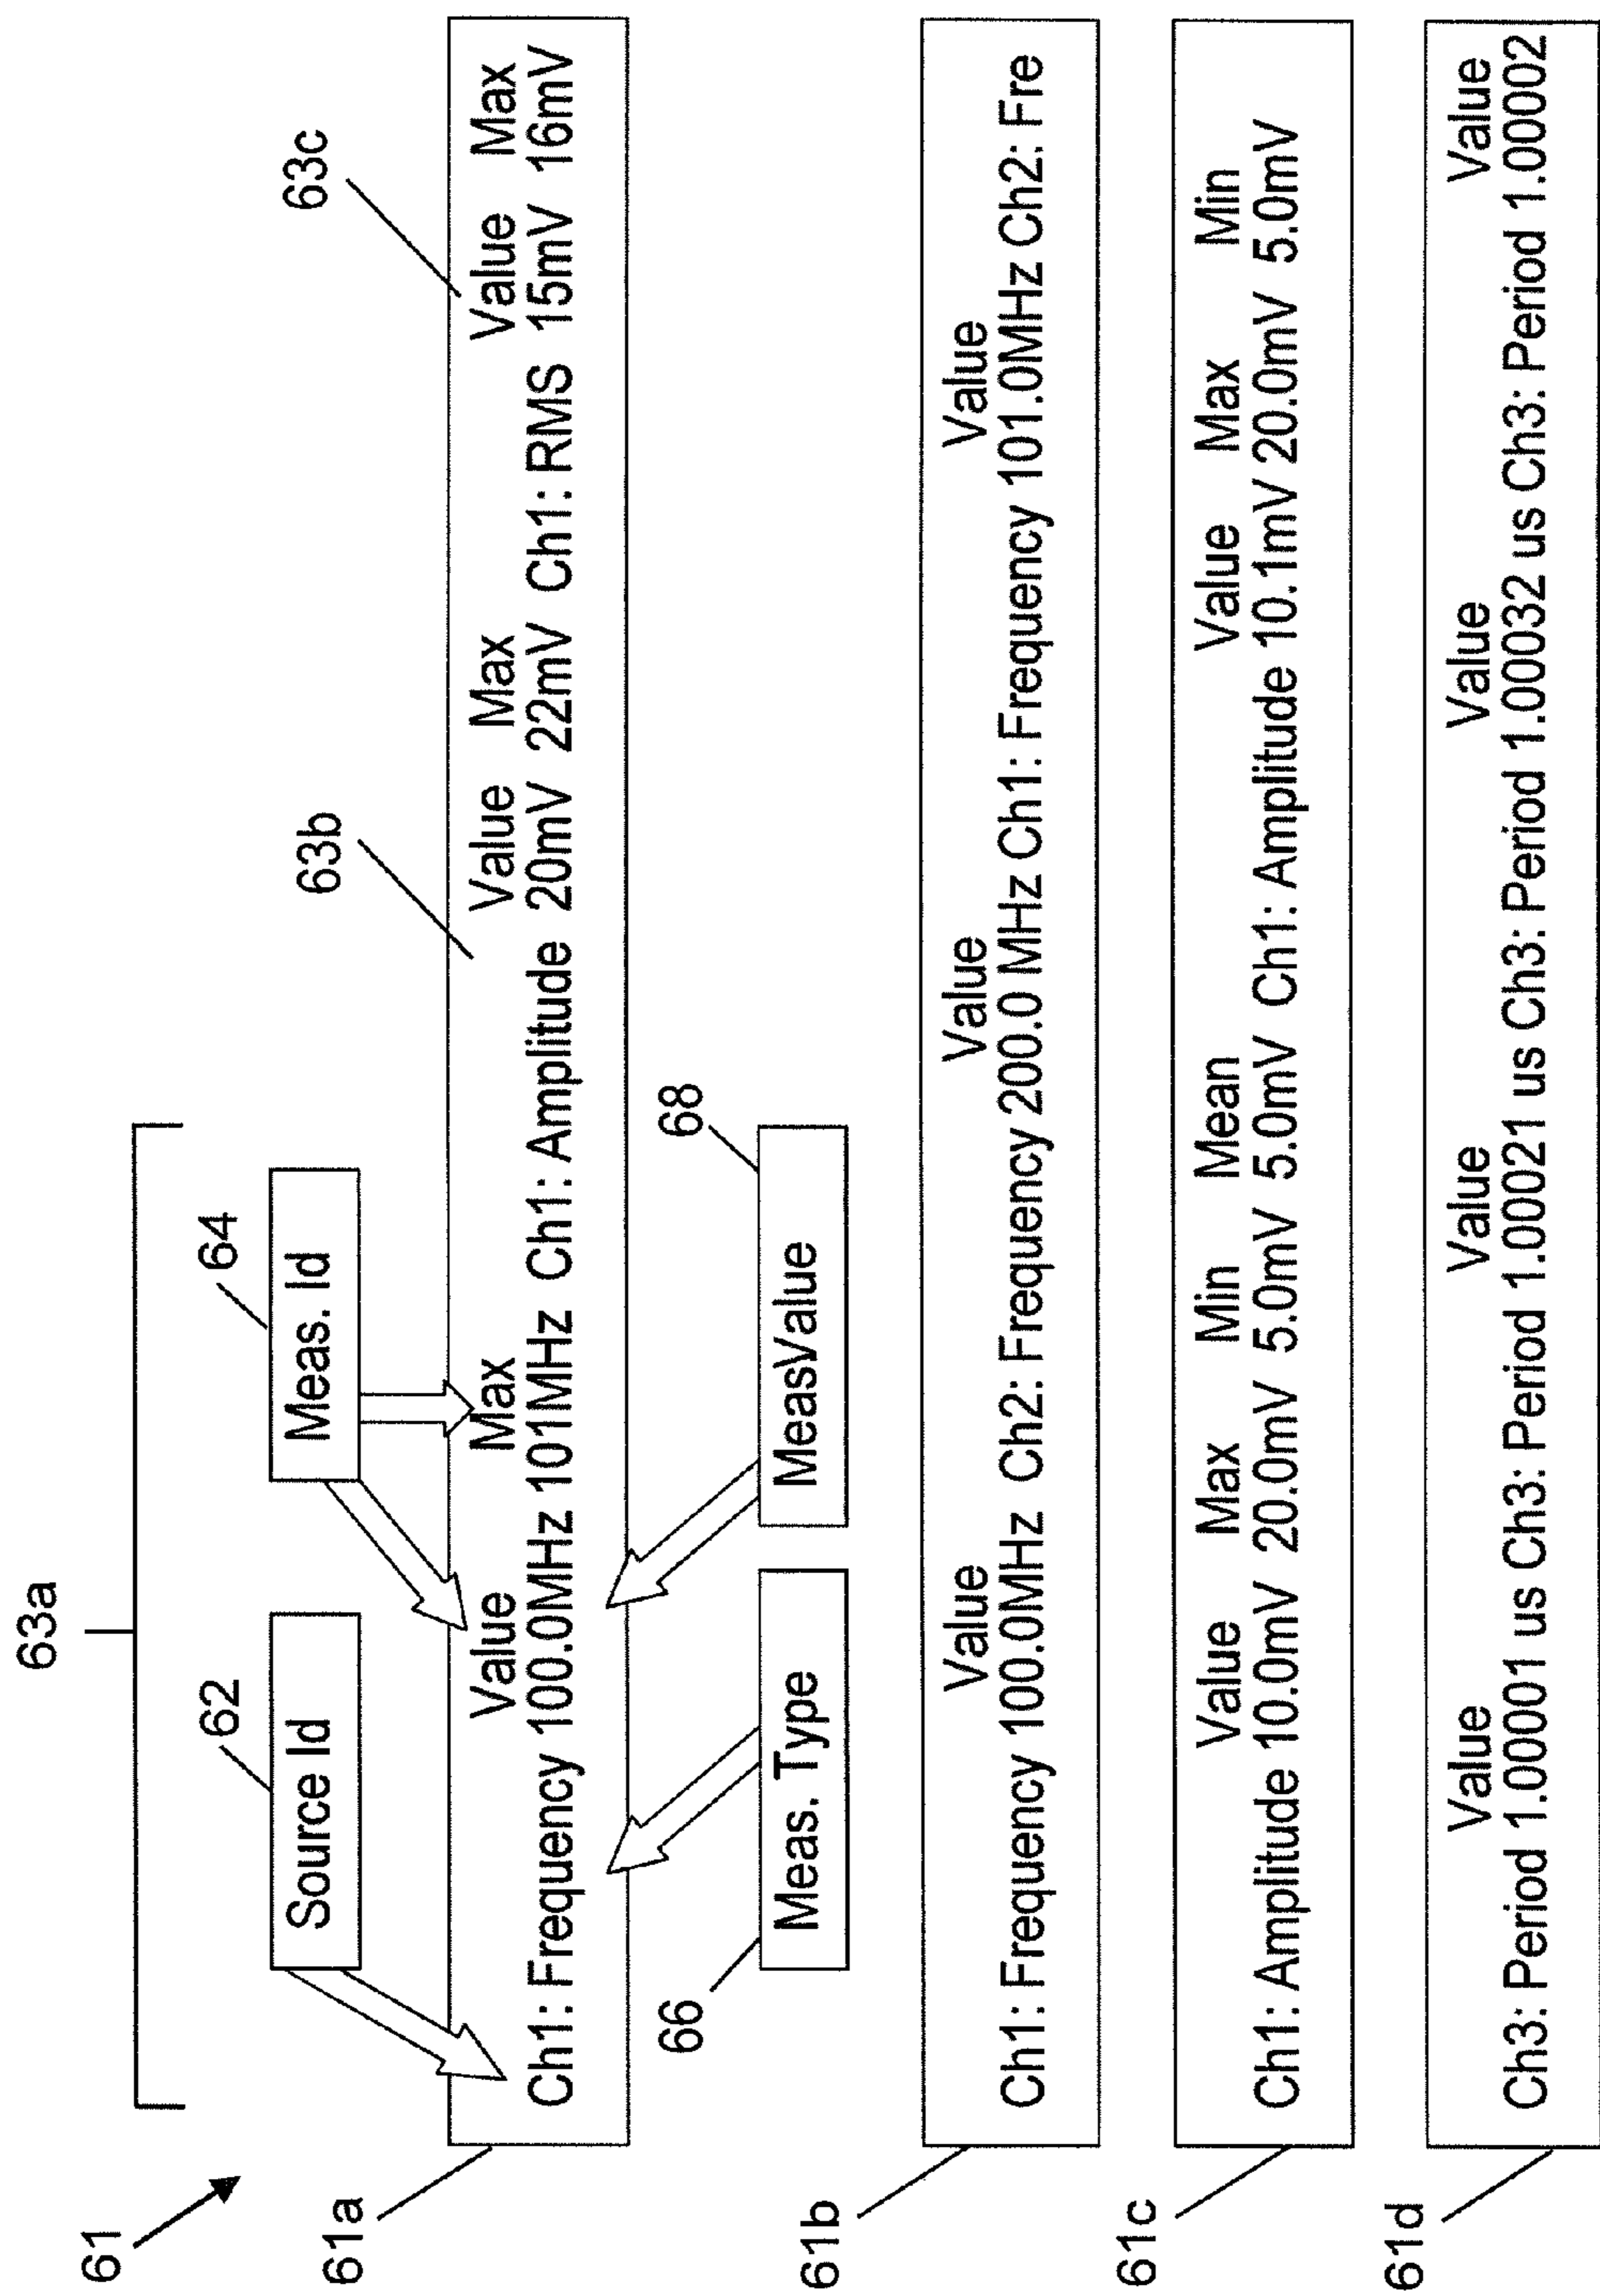 61
63a
62
64
Source Id
Meas. Id
63b
63c
61a
Value Max Value Max Value Max
Ch1: Frequency 100.0MHz 101MHz Ch1: Amplitude 20mV 22mV Ch1: RMS 15mV 16mV
66
Meas. Type
MeasValue
68
61b
Value Value Value
Ch1: Frequency 100.0MHz Ch2: Frequency 200.0 MHz Ch1: Frequency 101.0MHz Ch2: Fre
61c
Value Max Min Mean Value Max Min
Ch1: Amplitude 10.0mV 20.0mV 5.0mV 5.0mV Ch1: Amplitude 10.1mV 20.0mV 5.0mV
61d
Value Value Value Value
Ch3: Period 1.00001 us Ch3: Period 1.00021 us Ch3: Period 1.00032 us Ch3: Period 1.00002